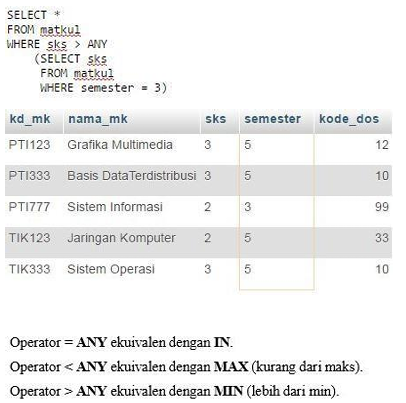 SELECT *
FROM matkul
WHERE sks > ANY
(SELECT sks
FROM matkul
WHERE semester = 3)
kd_mk nama_mk sks semester kode_dos
PTI123 Grafika Multimedia 3 5 12
PTI333 Basis DataTerdistribusi 3 5 10
PTI777 Sistem Informasi 2 3 99
TIK123 Jaringan Komputer 2 5 33
TIK333 Sistem Operasi 3 5 10
Operator = ANY ekuivalen dengan IN.
Operator < ANY ekuivalen dengan MAX (kurang dari maks).
Operator > ANY ekuivalen dengan MIN (lebih dari min).